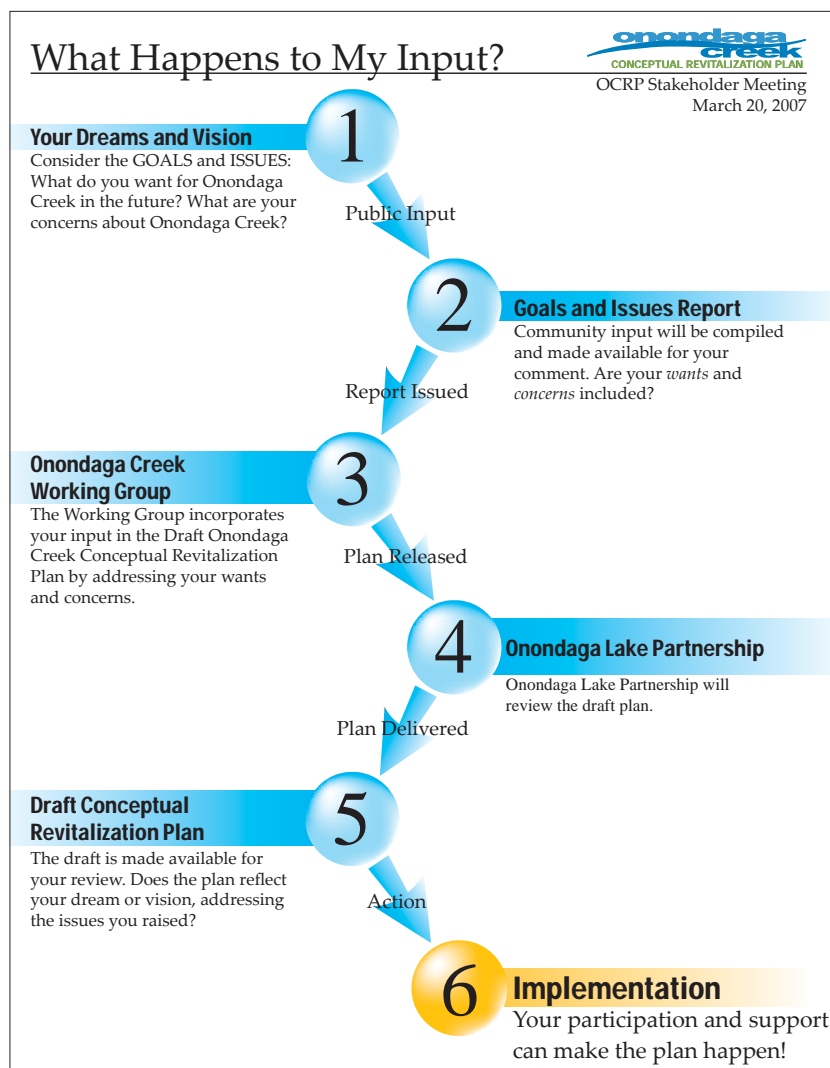 What Happens to My Input?
onondaga
creek
CONCEPTUAL REVITALIZATION PLAN
OCRP Stakeholder Meeting
March 20, 2007
1
Your Dreams and Vision
Consider the GOALS and ISSUES:
What do you want for Onondaga
Creek in the future? What are your
concerns about Onondaga Creek?
Public Input
2
Goals and Issues Report
Community input will be compiled
and made available for your
comment. Are your wants and
concerns included?
Report Issued
3
Onondaga Creek
Working Group
The Working Group incorporates
your input in the Draft Onondaga
Creek Conceptual Revitalization
Plan by addressing your wants
and concerns.
Plan Released
4
Onondaga Lake Partnership
Onondaga Lake Partnership will
review the draft plan.
Plan Delivered
5
Draft Conceptual
Revitalization Plan
The draft is made available for
your review. Does the plan reflect
your dream or vision, addressing
the issues you raised?
Action
6
Implementation
Your participation and support
can make the plan happen!